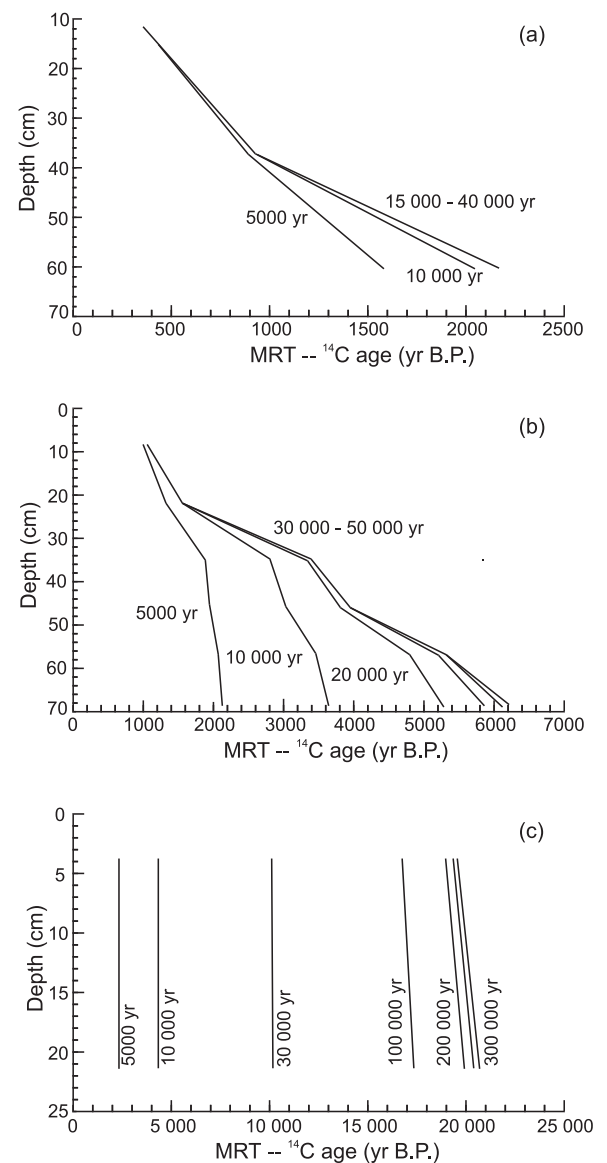 (a)
10
20
30
40
50
60
70
Depth (cm)
15 000 - 40 000 yr
5000 yr
10 000 yr
0 500 1000 1500 2000 2500
MRT -- ¹⁴C age (yr B.P.)
(b)
0
10
20
30
40
50
60
70
Depth (cm)
30 000 - 50 000 yr
5000 yr
10 000 yr
20 000 yr
0 1000 2000 3000 4000 5000 6000 7000
MRT -- ¹⁴C age (yr B.P.)
(c)
0
5
10
15
20
25
Depth (cm)
5000 yr
10 000 yr
30 000 yr
100 000 yr
200 000 yr
300 000 yr
0 5 000 10 000 15 000 20 000 25 000
MRT -- ¹⁴C age (yr B.P.)